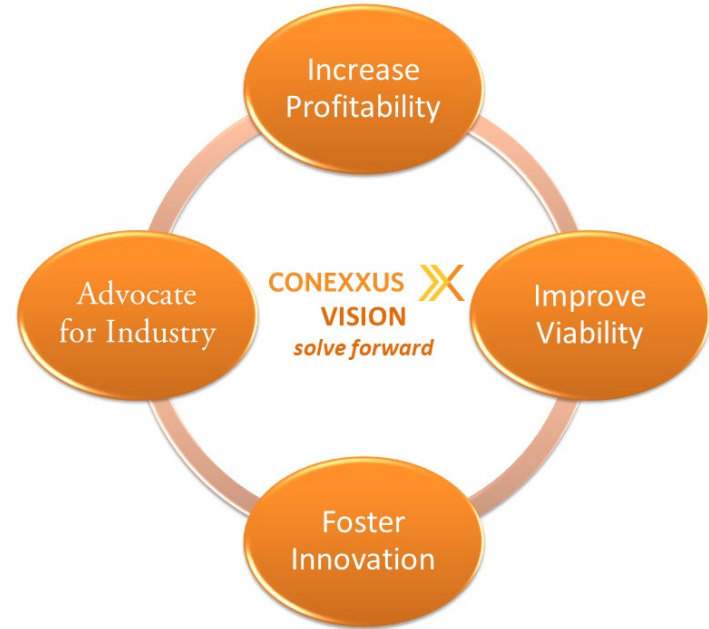 Increase
Profitability
Advocate
for Industry
CONEXXUS
VISION
solve forward
Improve
Viability
Foster
Innovation